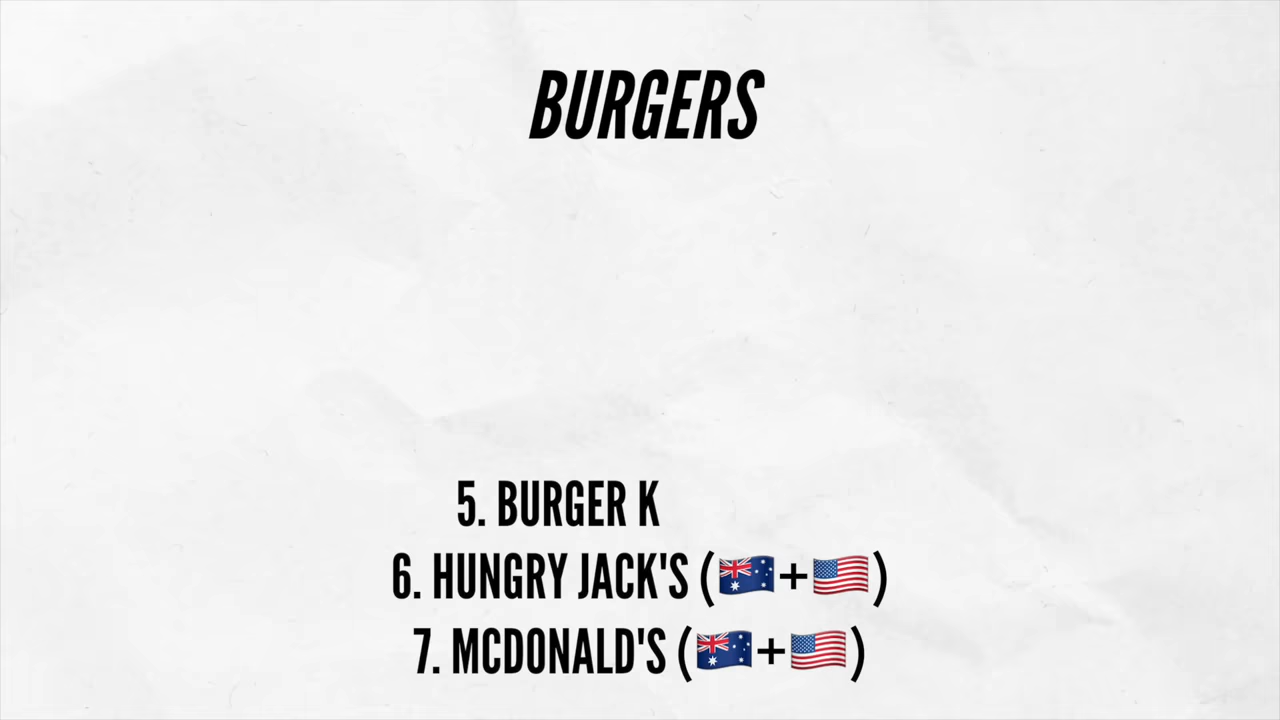 BURGERS
5. BURGER K
6. HUNGRY JACK'S (🇦🇺+🇺🇸)
7. MCDONALD'S (🇦🇺+🇺🇸)